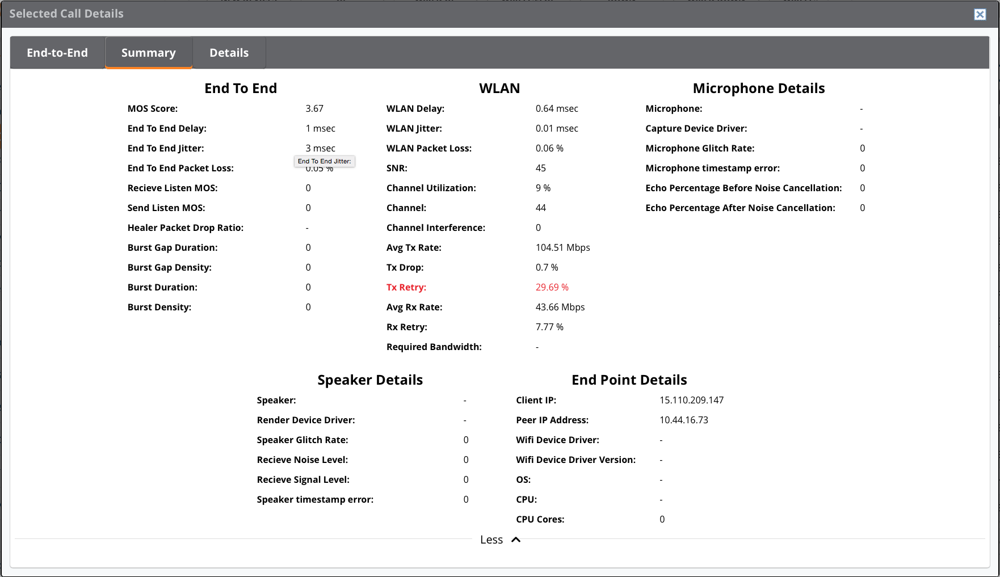 Selected Call Details
End-to-End Summary Details
End To End
MOS Score: 3.67
End To End Delay: 1 msec
End To End Jitter: 3 msec
End To End Jitter:
End To End Packet Loss: 0.05 %
Recieve Listen MOS: 0
Send Listen MOS: 0
Healer Packet Drop Ratio: -
Burst Gap Duration: 0
Burst Gap Density: 0
Burst Duration: 0
Burst Density: 0
WLAN
WLAN Delay: 0.64 msec
WLAN Jitter: 0.01 msec
WLAN Packet Loss: 0.06 %
SNR: 45
Channel Utilization: 9 %
Channel: 44
Channel Interference: 0
Avg Tx Rate: 104.51 Mbps
Tx Drop: 0.7 %
Tx Retry: 29.69 %
Avg Rx Rate: 43.66 Mbps
Rx Retry: 7.77 %
Required Bandwidth: -
Microphone Details
Microphone: -
Capture Device Driver: -
Microphone Glitch Rate: 0
Microphone timestamp error: 0
Echo Percentage Before Noise Cancellation: 0
Echo Percentage After Noise Cancellation: 0
Speaker Details
Speaker: -
Render Device Driver: -
Speaker Glitch Rate: 0
Recieve Noise Level: 0
Recieve Signal Level: 0
Speaker timestamp error: 0
End Point Details
Client IP: 15.110.209.147
Peer IP Address: 10.44.16.73
Wifi Device Driver: -
Wifi Device Driver Version: -
OS: -
CPU: -
CPU Cores: 0
Less